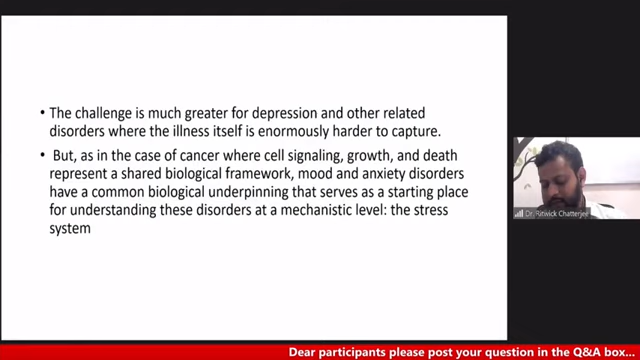 • The challenge is much greater for depression and other related
disorders where the illness itself is enormously harder to capture.
• But, as in the case of cancer where cell signaling, growth, and death
represent a shared biological framework, mood and anxiety disorders
have a common biological underpinning that serves as a starting place
for understanding these disorders at a mechanistic level: the stress
system
Dr. Ritwick Chatterjee
Dear participants please post your question in the Q&A box...